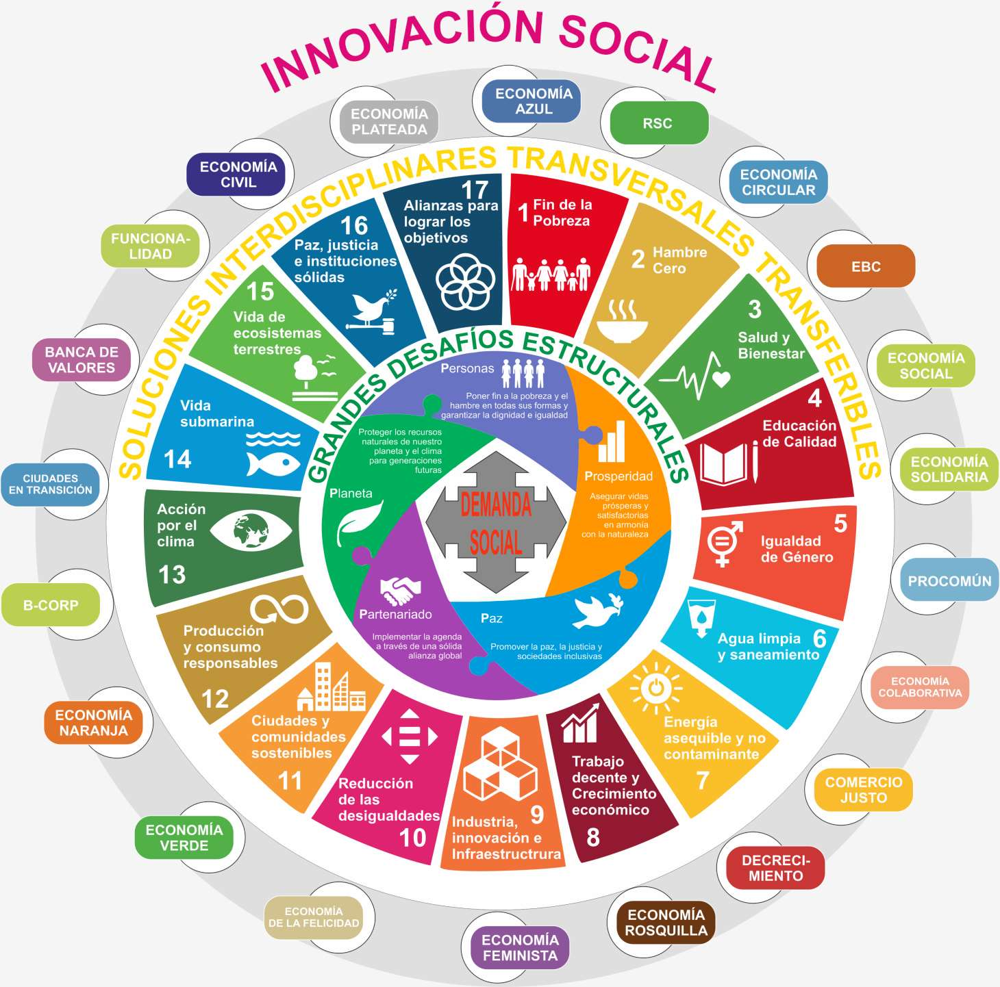 INNOVACIÓN SOCIAL
ECONOMÍA
AZUL
RSC
ECONOMÍA
CIRCULAR
EBC
ECONOMÍA
SOCIAL
ECONOMÍA
SOLIDARIA
PROCOMÚN
ECONOMÍA
COLABORATIVA
COMERCIO
JUSTO
DECRECI-
MIENTO
ECONOMÍA
ROSQUILLA
ECONOMÍA
FEMINISTA
ECONOMÍA
DE LA FELICIDAD
ECONOMÍA
VERDE
ECONOMÍA
NARANJA
B-CORP
CIUDADES
EN TRANSICIÓN
BANCA DE
VALORES
FUNCIONA-
LIDAD
ECONOMÍA
CIVIL
ECONOMÍA
PLATEADA
SOLUCIONES INTERDISCIPLINARES TRANSVERSALES TRANSFERIBLES
1 Fin de la
Pobreza
2 Hambre
Cero
3
Salud y
Bienestar
4
Educación
de Calidad
5
Igualdad
de Género
6
Agua limpia
y saneamiento
Energía
asequible y no
contaminante
7
Trabajo
decente y
Crecimiento
económico
8
9
Industria,
innovación e
Infraestructrura
Reducción
de las
desigualdades
10
Ciudades y
comunidades
sostenibles
11
Producción
y consumo
responsables
12
Acción
por el
clima
13
Vida
submarina
14
15
Vida de
ecosistemas
terrestres
16
Paz, justicia
e instituciones
sólidas
17
Alianzas para
lograr los
objetivos
GRANDES DESAFÍOS ESTRUCTURALES
Personas
Poner fin a la pobreza y el
hambre en todas sus formas y
garantizar la dignidad e igualdad
Prosperidad
Asegurar vidas
prósperas y
satisfactorias
en armonía
con la naturaleza
Paz
Promover la paz, la justicia y
sociedades inclusivas
Partenariado
Implementar la agenda
a través de una sólida
alianza global
Proteger los recursos
naturales de nuestro
planeta y el clima
para generaciones
futuras
Planeta
DEMANDA
SOCIAL